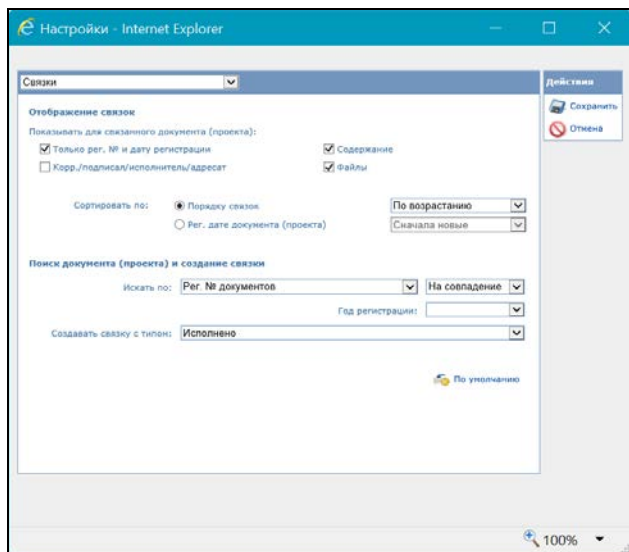 Настройки - Internet Explorer
Связки
Действия
Сохранить
Отмена
Отображение связок
Показывать для связанного документа (проекта):
Только рег. № и дату регистрации
Содержание
Корр./подписал/исполнитель/адресат
Файлы
Сортировать по:
Порядку связок
По возрастанию
Рег. дате документа (проекта)
Сначала новые
Поиск документа (проекта) и создание связки
Искать по:
Рег. № документов
На совпадение
Год регистрации:
Создавать связку с типом:
Исполнено
По умолчанию
100%